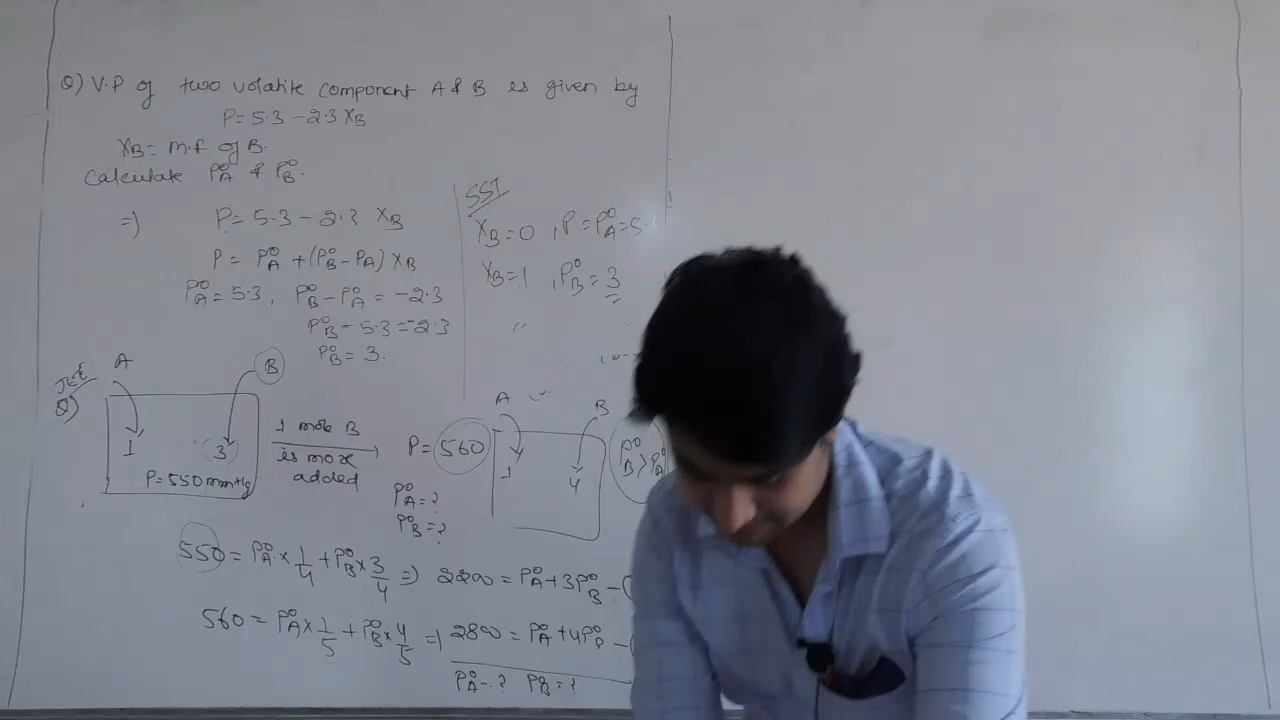 Q) V.P of two volatile component A & B is given by
P = 5.3 - 2.3 XB
XB = m.f of B.
Calculate P°A & P°B.
=) P = 5.3 - 2.3 XB
P = P°A + (P°B - PA) XB
P°A = 5.3, P°B - P°A = -2.3
P°B - 5.3 = -2.3
P°B = 3.
SSI
XB = 0, P = P°A = 5.
XB = 1, P°B = 3
"
JEE
Q)
A B
1 3
P = 550 mmHg
1 mole B
is more
added
P = 560
P°A = ?
P°B = ?
A B
1 4
P°B > P°A
550 = P°A × 1/4 + P°B × 3/4 =) 2200 = P°A + 3P°B - (
560 = P°A × 1/5 + P°B × 4/5 =) 2800 = P°A + 4P°B - (
P°A - ? PB = ?